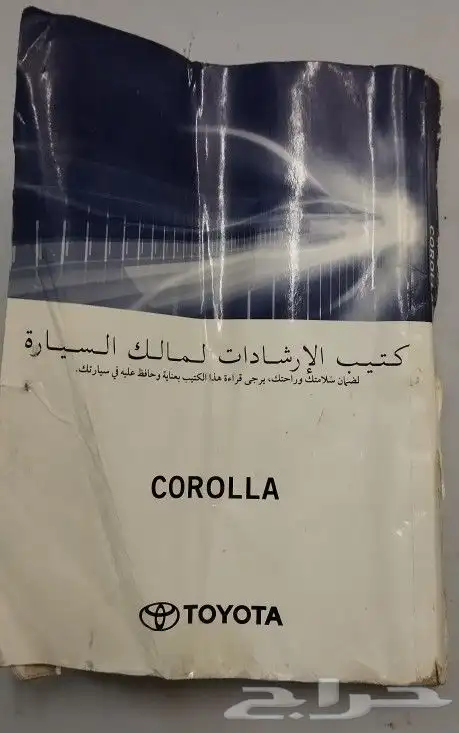 COROLLA
كتيب الإرشادات لمالك السيارة
لضمان سلامتك وراحتك، يرجى قراءة هذا الكتيب بعناية وحافظ عليه في سيارتك.
COROLLA
TOYOTA
حراج